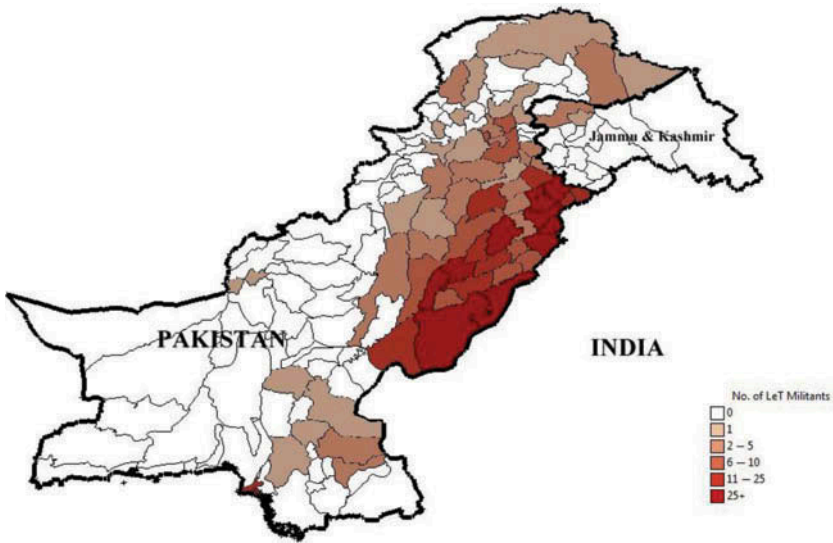 Jammu & Kashmir
PAKISTAN
INDIA
No. of LeT Militants
0
1
2 – 5
6 – 10
11 – 25
25+